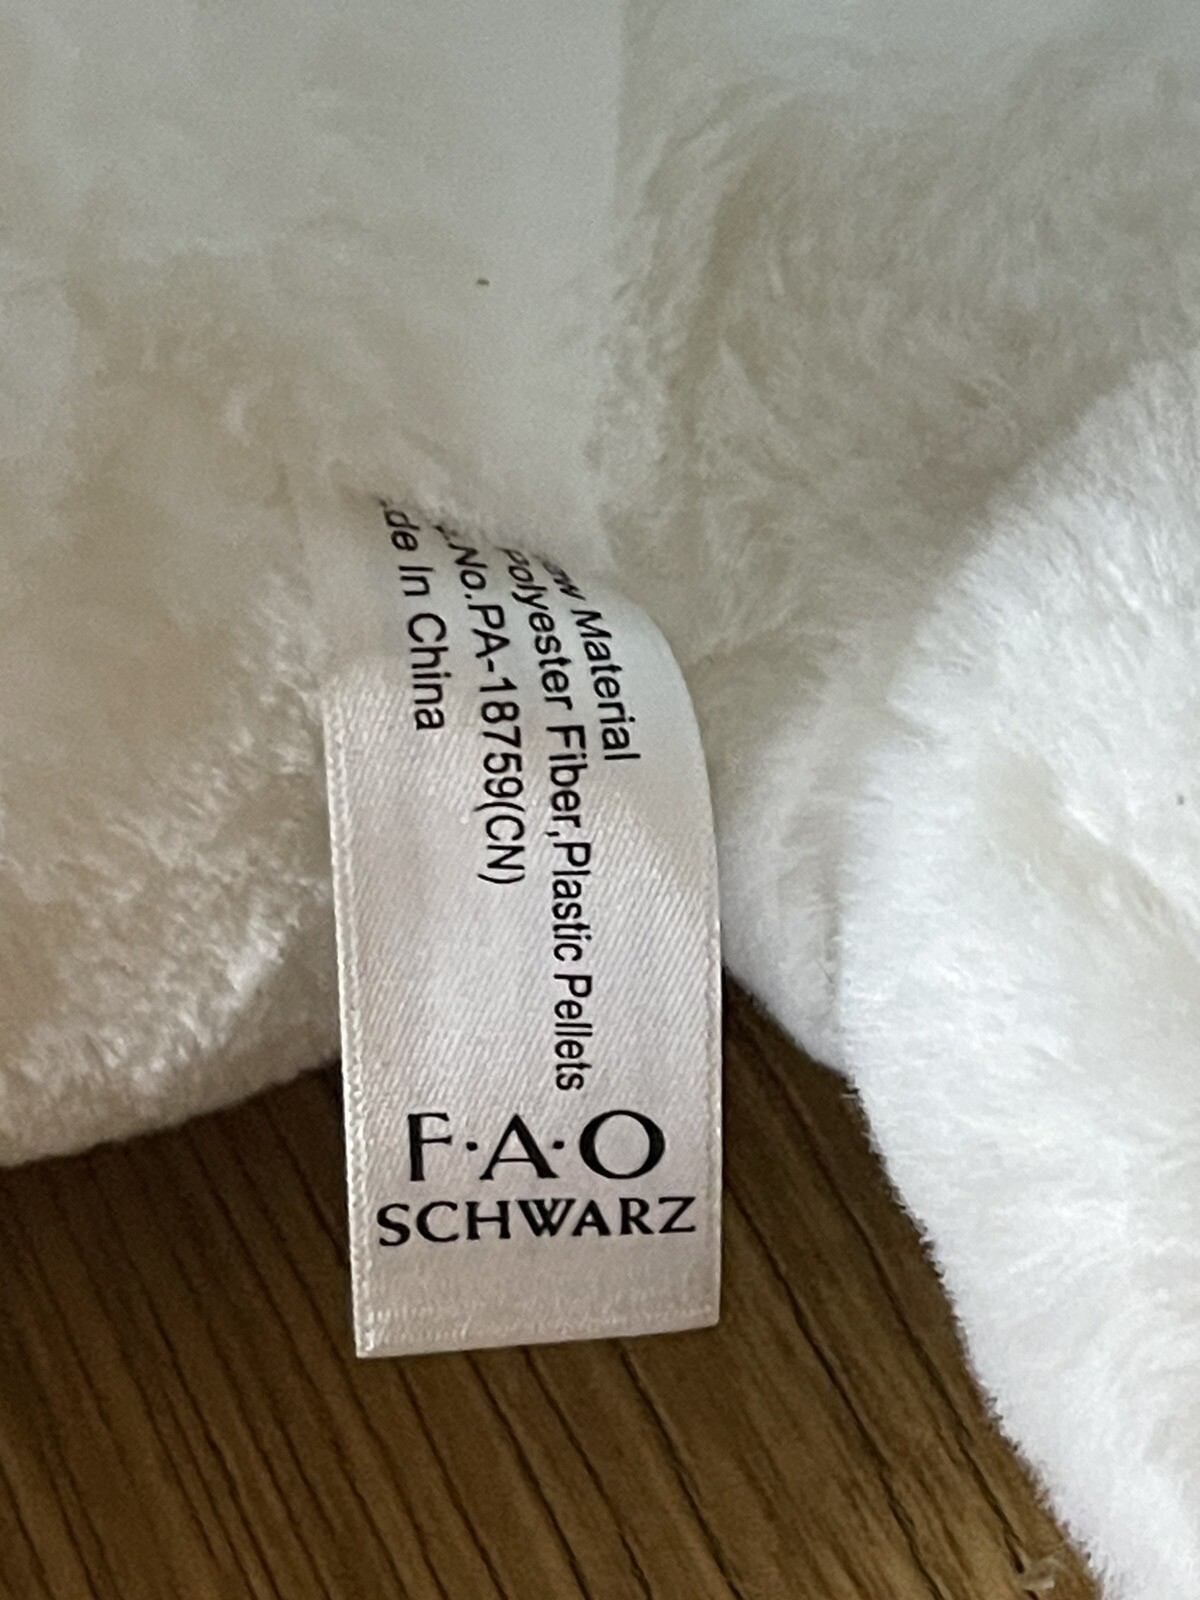 Material
Polyester Fiber,Plastic Pellets
.No.PA-18759(CN)
de In China
F·A·O
SCHWARZ